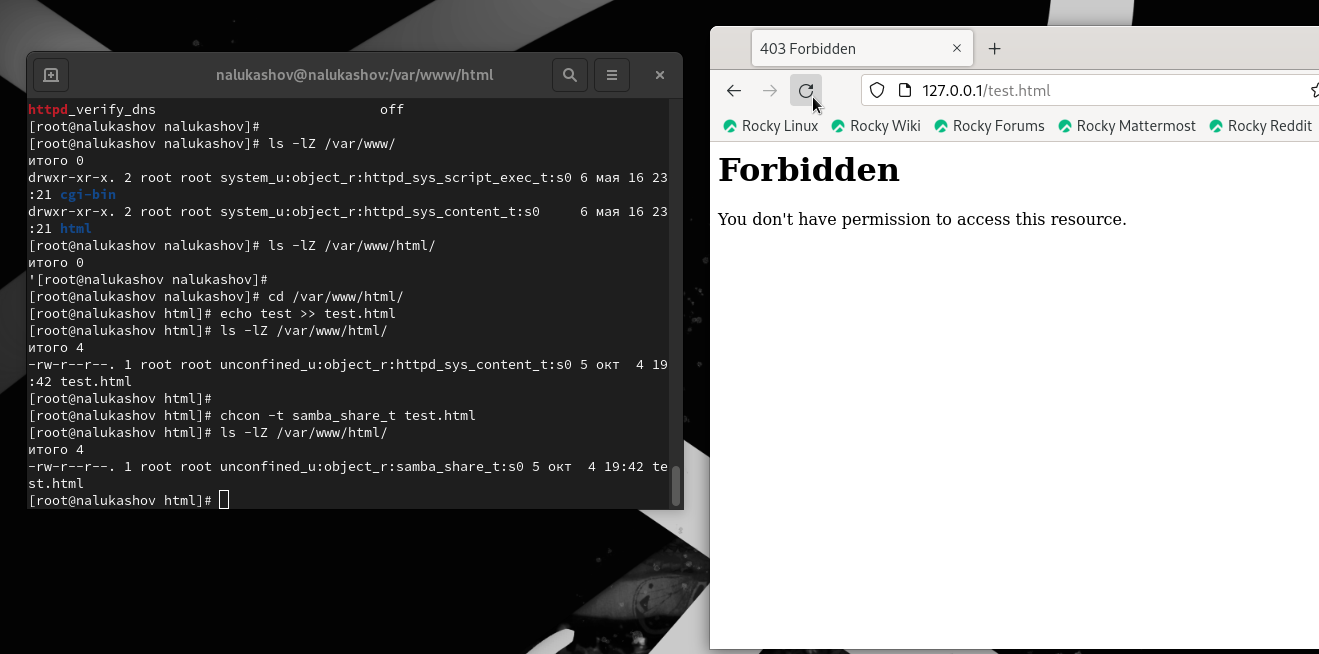 nalukashov@nalukashov:/var/www/html
httpd_verify_dns                            off
[root@nalukashov nalukashov]#
[root@nalukashov nalukashov]# ls -lZ /var/www/
итого 0
drwxr-xr-x. 2 root root system_u:object_r:httpd_sys_script_exec_t:s0 6 мая 16 23
:21 cgi-bin
drwxr-xr-x. 2 root root system_u:object_r:httpd_sys_content_t:s0     6 мая 16 23
:21 html
[root@nalukashov nalukashov]# ls -lZ /var/www/html/
итого 0
'[root@nalukashov nalukashov]#
[root@nalukashov nalukashov]# cd /var/www/html/
[root@nalukashov html]# echo test >> test.html
[root@nalukashov html]# ls -lZ /var/www/html/
итого 4
-rw-r--r--. 1 root root unconfined_u:object_r:httpd_sys_content_t:s0 5 окт  4 19
:42 test.html
[root@nalukashov html]#
[root@nalukashov html]# chcon -t samba_share_t test.html
[root@nalukashov html]# ls -lZ /var/www/html/
итого 4
-rw-r--r--. 1 root root unconfined_u:object_r:samba_share_t:s0 5 окт  4 19:42 te
st.html
[root@nalukashov html]#
403 Forbidden
127.0.0.1/test.html
Rocky Linux Rocky Wiki Rocky Forums Rocky Mattermost Rocky Reddit
Forbidden
You don't have permission to access this resource.